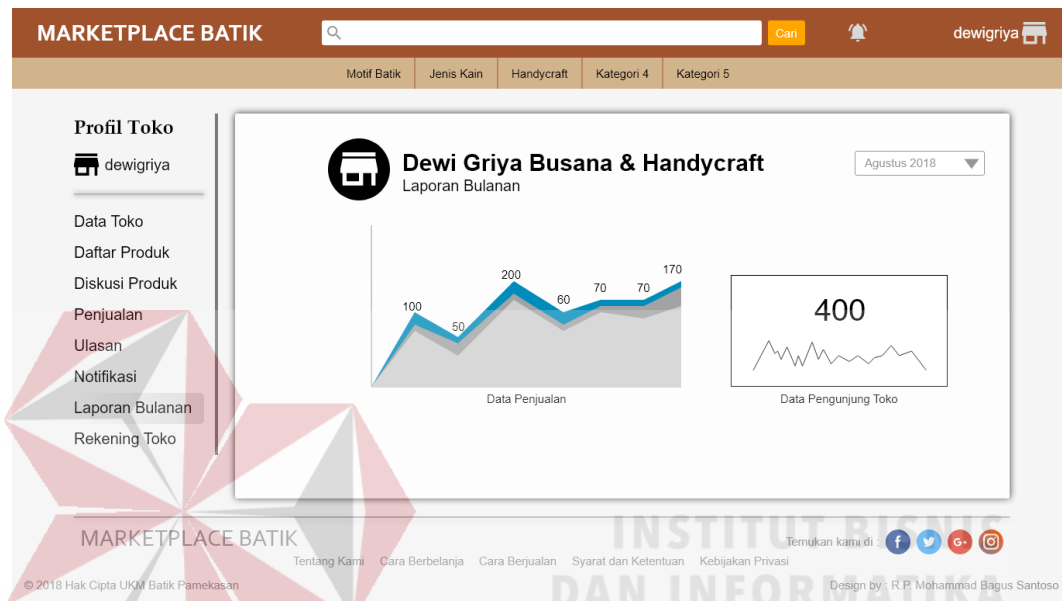 MARKETPLACE BATIK
Cari
dewigriya
Motif Batik Jenis Kain Handycraft Kategori 4 Kategori 5
Profil Toko
dewigriya
Data Toko
Daftar Produk
Diskusi Produk
Penjualan
Ulasan
Notifikasi
Laporan Bulanan
Rekening Toko
Dewi Griya Busana & Handycraft
Laporan Bulanan
Agustus 2018
100
50
200
60
70
70
170
Data Penjualan
400
Data Pengunjung Toko
MARKETPLACE BATIK
Tentang Kami Cara Berbelanja Cara Berjualan Syarat dan Ketentuan Kebijakan Privasi
Temukan kami di :
f
G+
© 2018 Hak Cipta UKM Batik Pamekasan
Design by : R.P. Mohammad Bagus Santoso
INSTITUT BISNIS
DAN INFORMATIKA